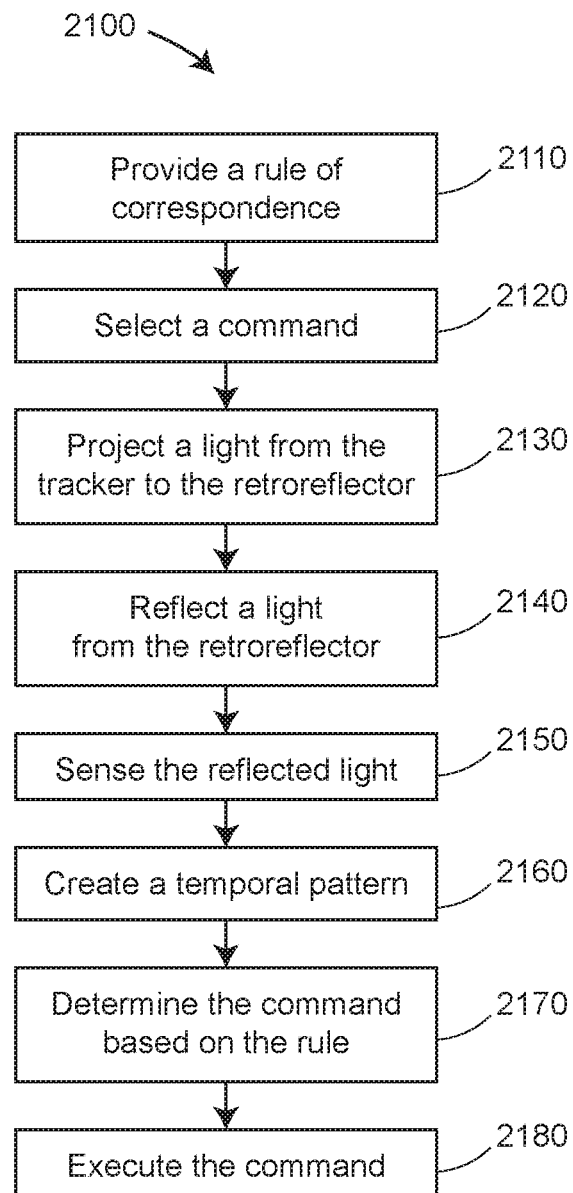 2100
Provide a rule of
correspondence
2110
Select a command
2120
Project a light from the
tracker to the retroreflector
2130
Reflect a light
from the retroreflector
2140
Sense the reflected light
2150
Create a temporal pattern
2160
Determine the command
based on the rule
2170
Execute the command
2180